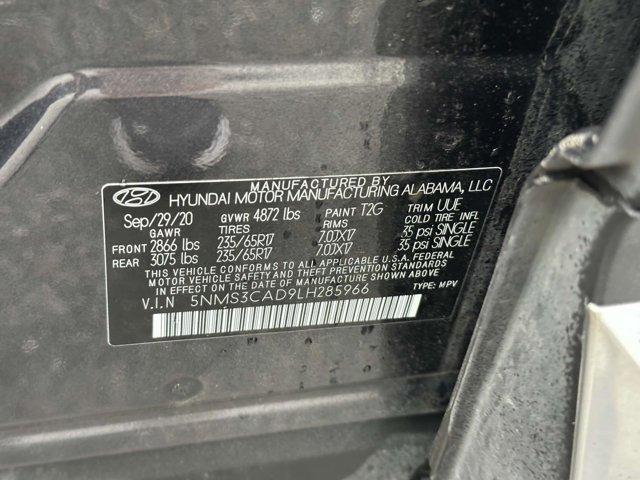 MANUFACTURED BY
HYUNDAI MOTOR MANUFACTURING ALABAMA, LLC
Sep/29/20 GVWR 4872 lbs PAINT T2G TRIM UUE
GAWR TIRES RIMS COLD TIRE INFL
FRONT 2866 lbs 235/65R17 7.0JX17 35 psi SINGLE
REAR 3075 lbs 235/65R17 7.0JX17 35 psi SINGLE
THIS VEHICLE CONFORMS TO ALL APPLICABLE U.S.A. FEDERAL
MOTOR VEHICLE SAFETY, BUMPER, AND THEFT PREVENTION
STANDARDS IN EFFECT ON THE DATE OF MANUFACTURE SHOWN ABOVE.
V.I.N 5NMS3CAD9LH285966 TYPE: MPV